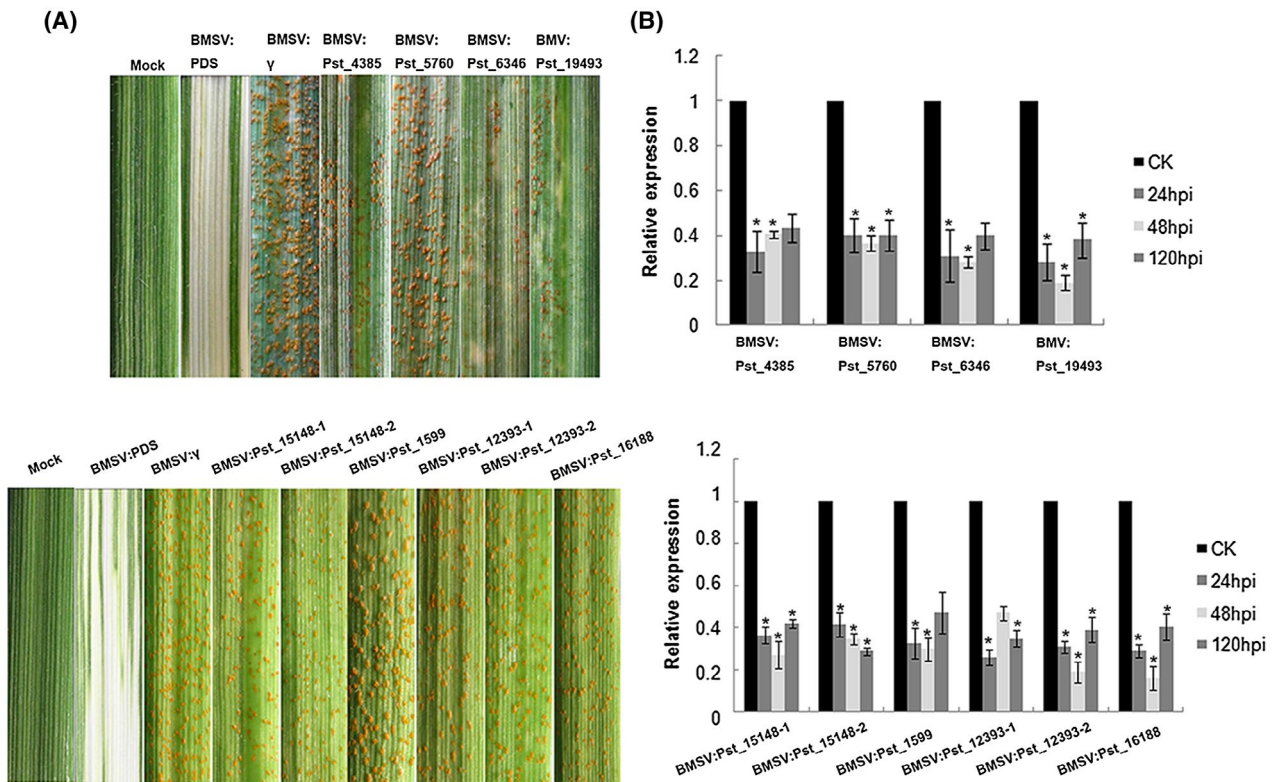 (A)
Mock
BMSV:
PDS
BMSV:
γ
BMSV:
Pst_4385
BMSV:
Pst_5760
BMSV:
Pst_6346
BMV:
Pst_19493
(B)
Relative expression
1.2
1
0.8
0.6
0.4
0.2
0
* *
* * *
* *
* * *
BMSV:
Pst_4385
BMSV:
Pst_5760
BMSV:
Pst_6346
BMV:
Pst_19493
CK
24hpi
48hpi
120hpi
Mock
BMSV:PDS
BMSV:γ
BMSV:Pst_15148-1
BMSV:Pst_15148-2
BMSV:Pst_1599
BMSV:Pst_12393-1
BMSV:Pst_12393-2
BMSV:Pst_16188
Relative expression
1.2
1
0.8
0.6
0.4
0.2
0
* * *
* * *
* *
* *
* * *
* * *
BMSV:Pst_15148-1
BMSV:Pst_15148-2
BMSV:Pst_1599
BMSV:Pst_12393-1
BMSV:Pst_12393-2
BMSV:Pst_16188
CK
24hpi
48hpi
120hpi